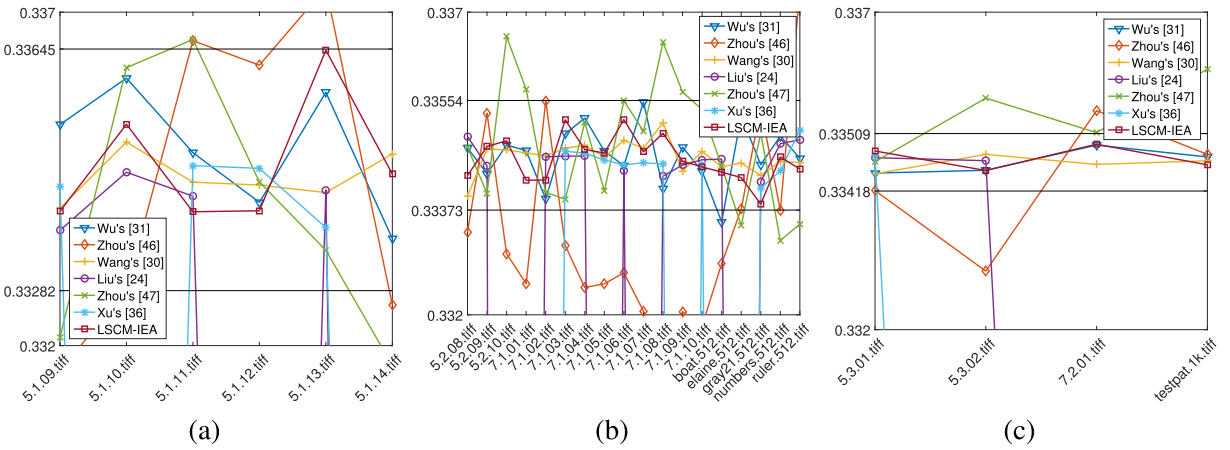 0.337
0.33645
0.333282
0.332
5.1.09.tiff
5.1.10.tiff
5.1.11.tiff
5.1.12.tiff
5.1.13.tiff
5.1.14.tiff
Wu's [31]
Zhou's [46]
Wang's [30]
Liu's [24]
Zhou's [47]
Xu's [36]
LSCM-IEA
(a)
0.337
0.33554
0.33373
0.332
5.2.08.tiff
5.2.09.tiff
5.2.10.tiff
7.1.01.tiff
7.1.02.tiff
7.1.03.tiff
7.1.04.tiff
7.1.05.tiff
7.1.06.tiff
7.1.07.tiff
7.1.08.tiff
7.1.09.tiff
7.1.10.tiff
boat.512.tiff
elaine.512.tiff
gray21.512.tiff
numbers.512.tiff
ruler.512.tiff
Wu's [31]
Zhou's [46]
Wang's [30]
Liu's [24]
Zhou's [47]
Xu's [36]
LSCM-IEA
(b)
0.337
0.33509
0.33418
0.332
5.3.01.tiff
5.3.02.tiff
7.2.01.tiff
testpat.1k.tiff
Wu's [31]
Zhou's [46]
Wang's [30]
Liu's [24]
Zhou's [47]
Xu's [36]
LSCM-IEA
(c)